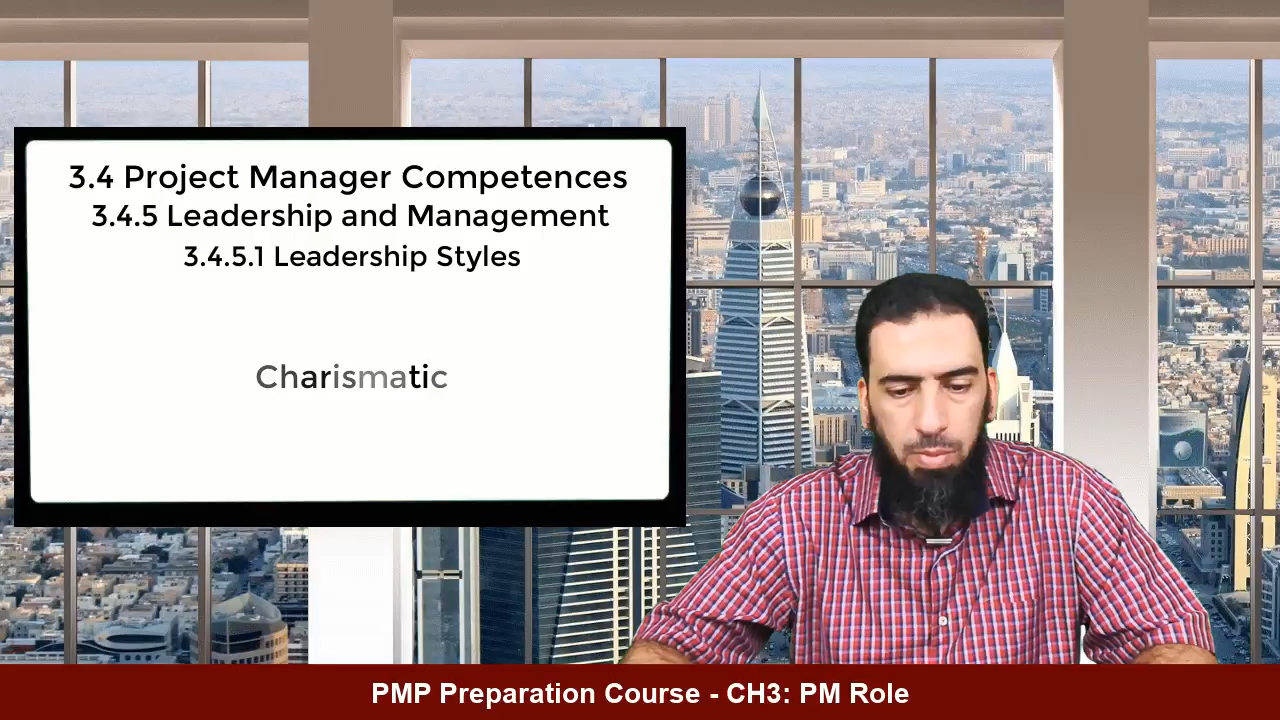 3.4 Project Manager Competences
3.4.5 Leadership and Management
3.4.5.1 Leadership Styles
Charismatic
PMP Preparation Course - CH3: PM Role